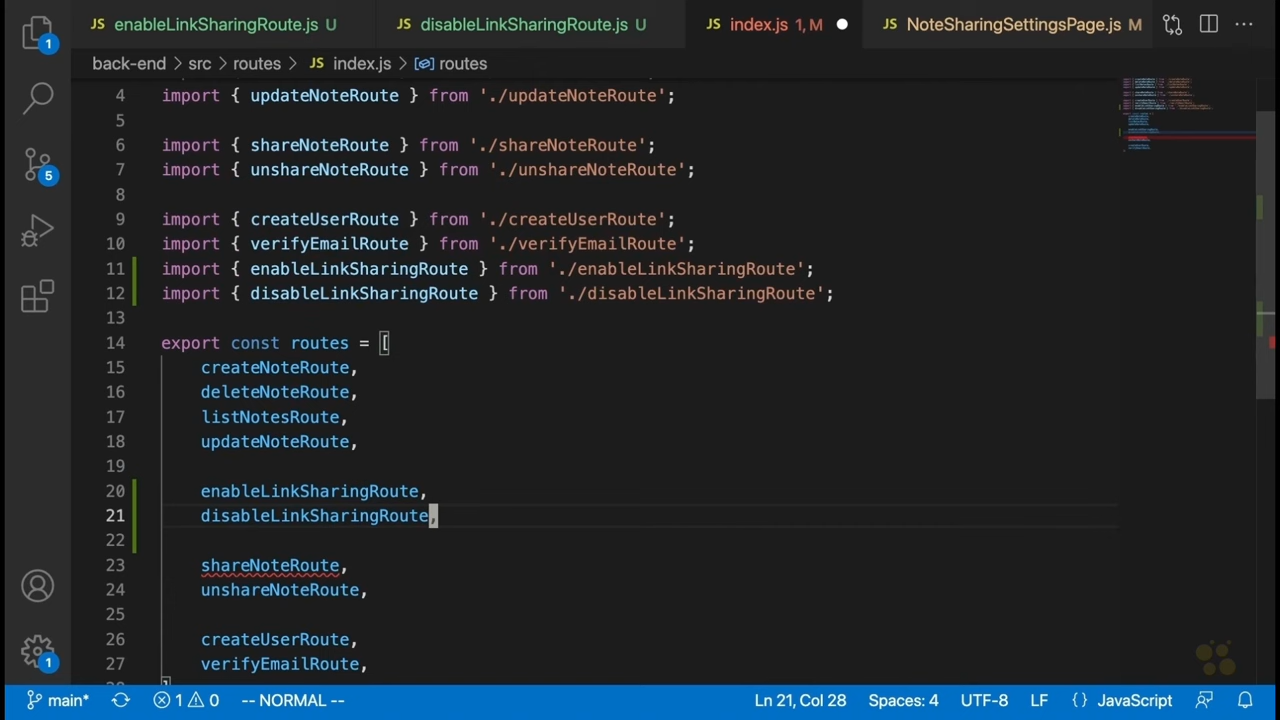 enableLinkSharingRoute.js U
disableLinkSharingRoute.js U
index.js 1, M
NoteSharingSettingsPage.js M
back-end > src > routes > JS index.js > routes
4 import { updateNoteRoute } from './updateNoteRoute';
5
6 import { shareNoteRoute } from './shareNoteRoute';
7 import { unshareNoteRoute } from './unshareNoteRoute';
8
9 import { createUserRoute } from './createUserRoute';
10 import { verifyEmailRoute } from './verifyEmailRoute';
11 import { enableLinkSharingRoute } from './enableLinkSharingRoute';
12 import { disableLinkSharingRoute } from './disableLinkSharingRoute';
13
14 export const routes = [
15 createNoteRoute,
16 deleteNoteRoute,
17 listNotesRoute,
18 updateNoteRoute,
19
20 enableLinkSharingRoute,
21 disableLinkSharingRoute,
22
23 shareNoteRoute,
24 unshareNoteRoute,
25
26 createUserRoute,
27 verifyEmailRoute,
main* 1 0 -- NORMAL -- Ln 21, Col 28 Spaces: 4 UTF-8 LF {} JavaScript